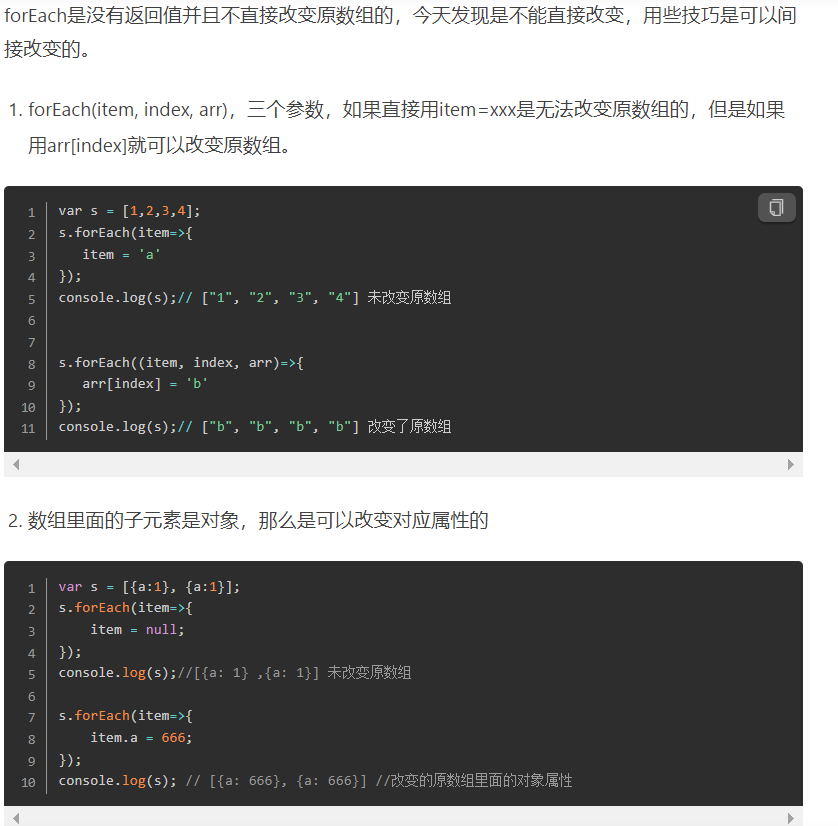 forEach是没有返回值并且不直接改变原数组的，今天发现是不能直接改变，用些技巧是可以间
接改变的。
1. forEach(item, index, arr)，三个参数，如果直接用item=xxx是无法改变原数组的，但是如果
用arr[index]就可以改变原数组。
1 var s = [1,2,3,4];
2 s.forEach(item=>{
3 item = 'a'
4 });
5 console.log(s);// ["1", "2", "3", "4"] 未改变原数组
6
7
8 s.forEach((item, index, arr)=>{
9 arr[index] = 'b'
10 });
11 console.log(s);// ["b", "b", "b", "b"] 改变了原数组
2. 数组里面的子元素是对象，那么是可以改变对应属性的
1 var s = [{a:1}, {a:1}];
2 s.forEach(item=>{
3 item = null;
4 });
5 console.log(s);//[{a: 1} ,{a: 1}] 未改变原数组
6
7 s.forEach(item=>{
8 item.a = 666;
9 });
10 console.log(s); // [{a: 666}, {a: 666}] //改变的原数组里面的对象属性